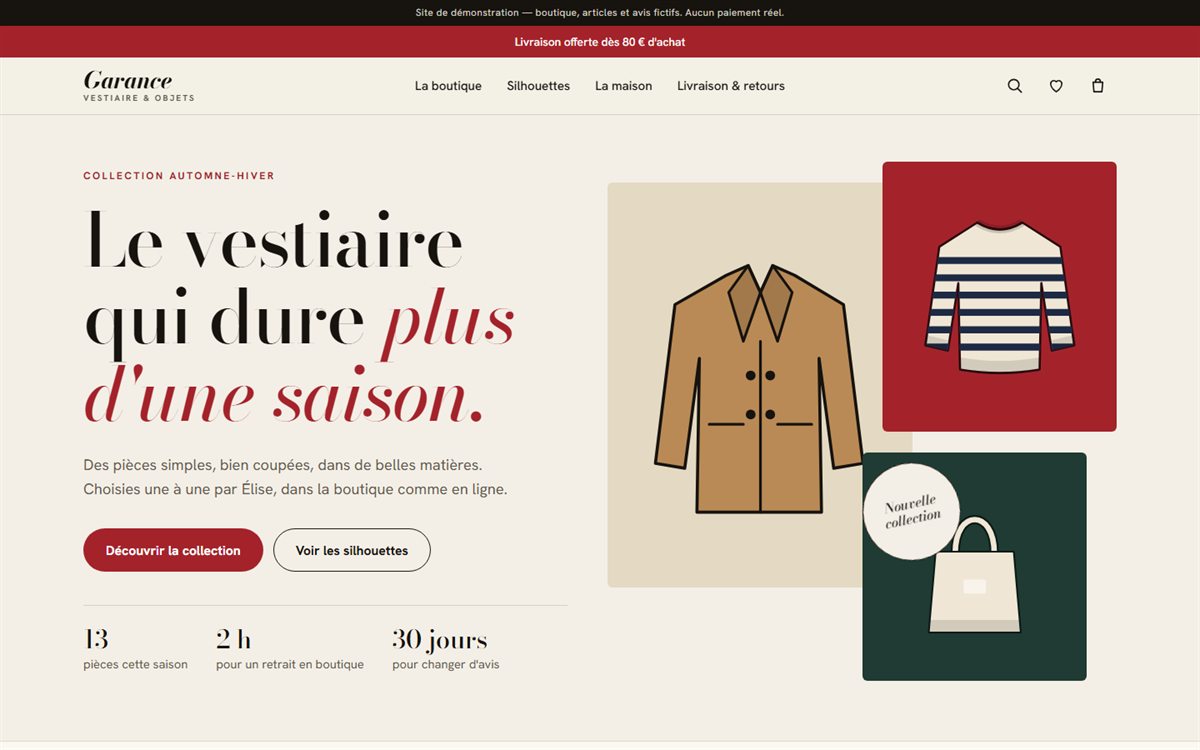 Site de démonstration — boutique, articles et avis fictifs. Aucun paiement réel.
Livraison offerte dès 80 € d'achat
Garance
VESTIAIRE & OBJETS
La boutique
Silhouettes
La maison
Livraison & retours
COLLECTION AUTOMNE-HIVER
Le vestiaire
qui dure plus
d'une saison.
Des pièces simples, bien coupées, dans de belles matières.
Choisies une à une par Élise, dans la boutique comme en ligne.
Découvrir la collection
Voir les silhouettes
13
pièces cette saison
2 h
pour un retrait en boutique
30 jours
pour changer d'avis
Nouvelle
collection